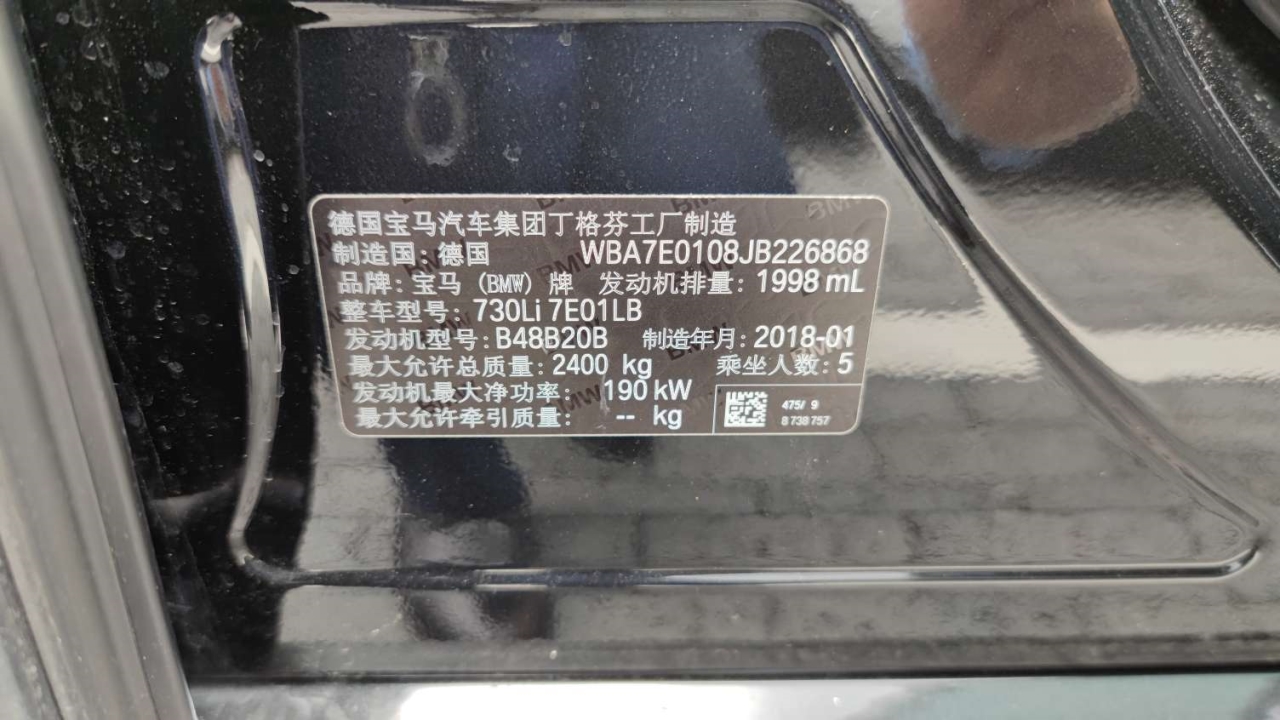 德国宝马汽车集团丁格芬工厂制造
制造国：德国 WBA7E0108JB226868
品牌：宝马（BMW）牌 发动机排量：1998 mL
整车型号：730Li 7E01LB
发动机型号：B48B20B 制造年月：2018-01
最大允许总质量：2400 kg 乘坐人数：5
发动机最大净功率： 190 kW
最大允许牵引质量： -- kg
475/ 9
8 738 757